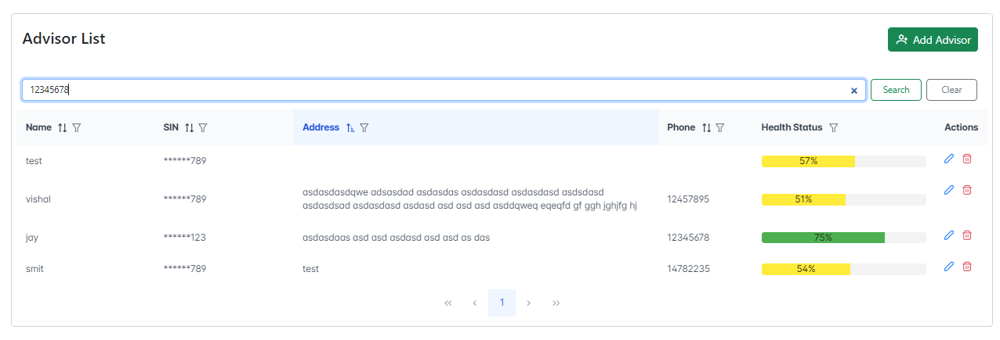 Advisor List
Add Advisor
12345678
Search
Clear
Name SIN Address Phone Health Status Actions
test ******789 57%
vishal ******789 asdasdasdqwe adsasdad asdasdas asdasdasd asdasdasd asdsdasd 12457895 51%
asdasdsad asdasdasd asdasd asd asd asd asddqweq eqeqfd gf ggh jghjfg hj
jay ******123 asdasdaas asd asd asdasd asd asd as das 12345678 75%
smit ******789 test 14782235 54%
« ‹ 1 › »